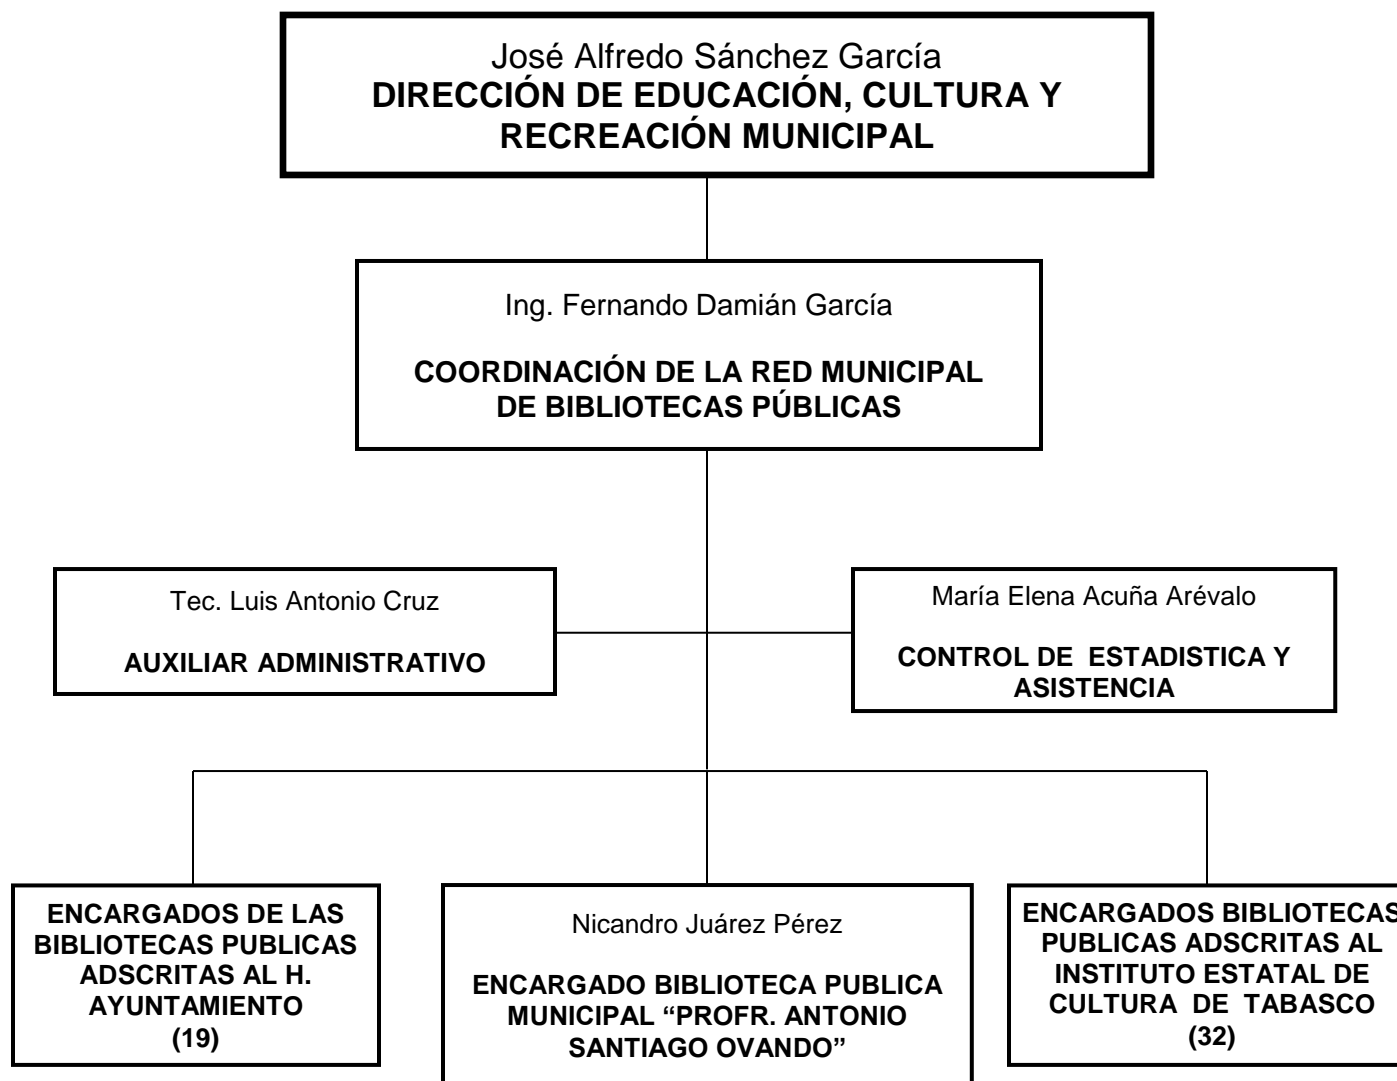 José Alfredo Sánchez García
DIRECCIÓN DE EDUCACIÓN, CULTURA Y
RECREACIÓN MUNICIPAL
Ing. Fernando Damián García
COORDINACIÓN DE LA RED MUNICIPAL
DE BIBLIOTECAS PÚBLICAS
Tec. Luis Antonio Cruz
AUXILIAR ADMINISTRATIVO
María Elena Acuña Arévalo
CONTROL DE ESTADISTICA Y
ASISTENCIA
ENCARGADOS DE LAS
BIBLIOTECAS PUBLICAS
ADSCRITAS AL H.
AYUNTAMIENTO
(19)
Nicandro Juárez Pérez
ENCARGADO BIBLIOTECA PUBLICA
MUNICIPAL “PROFR. ANTONIO
SANTIAGO OVANDO”
ENCARGADOS BIBLIOTECAS
PUBLICAS ADSCRITAS AL
INSTITUTO ESTATAL DE
CULTURA DE TABASCO
(32)